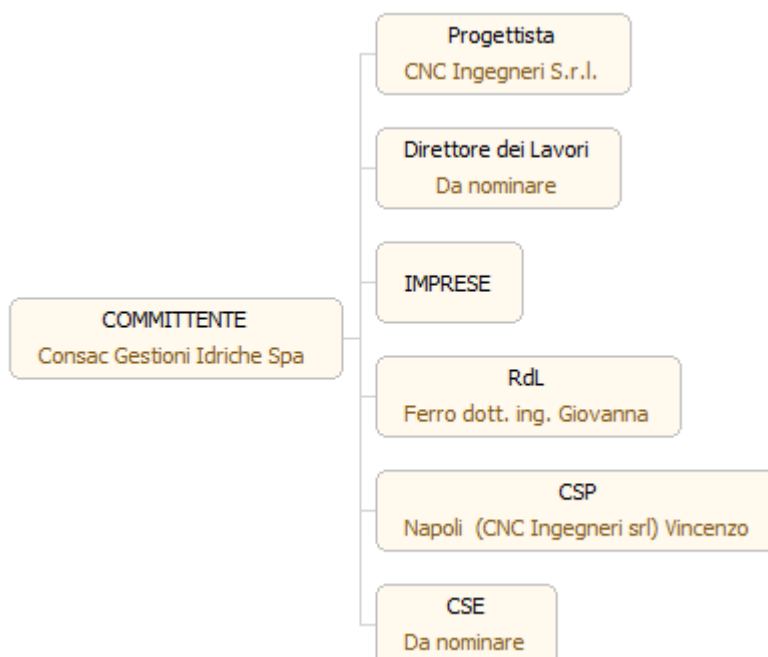 Progettista
CNC Ingegneri S.r.l.
Direttore dei Lavori
Da nominare
IMPRESE
COMMITTENTE
Consac Gestioni Idriche Spa
RdL
Ferro dott. ing. Giovanna
CSP
Napoli  (CNC Ingegneri srl) Vincenzo
CSE
Da nominare